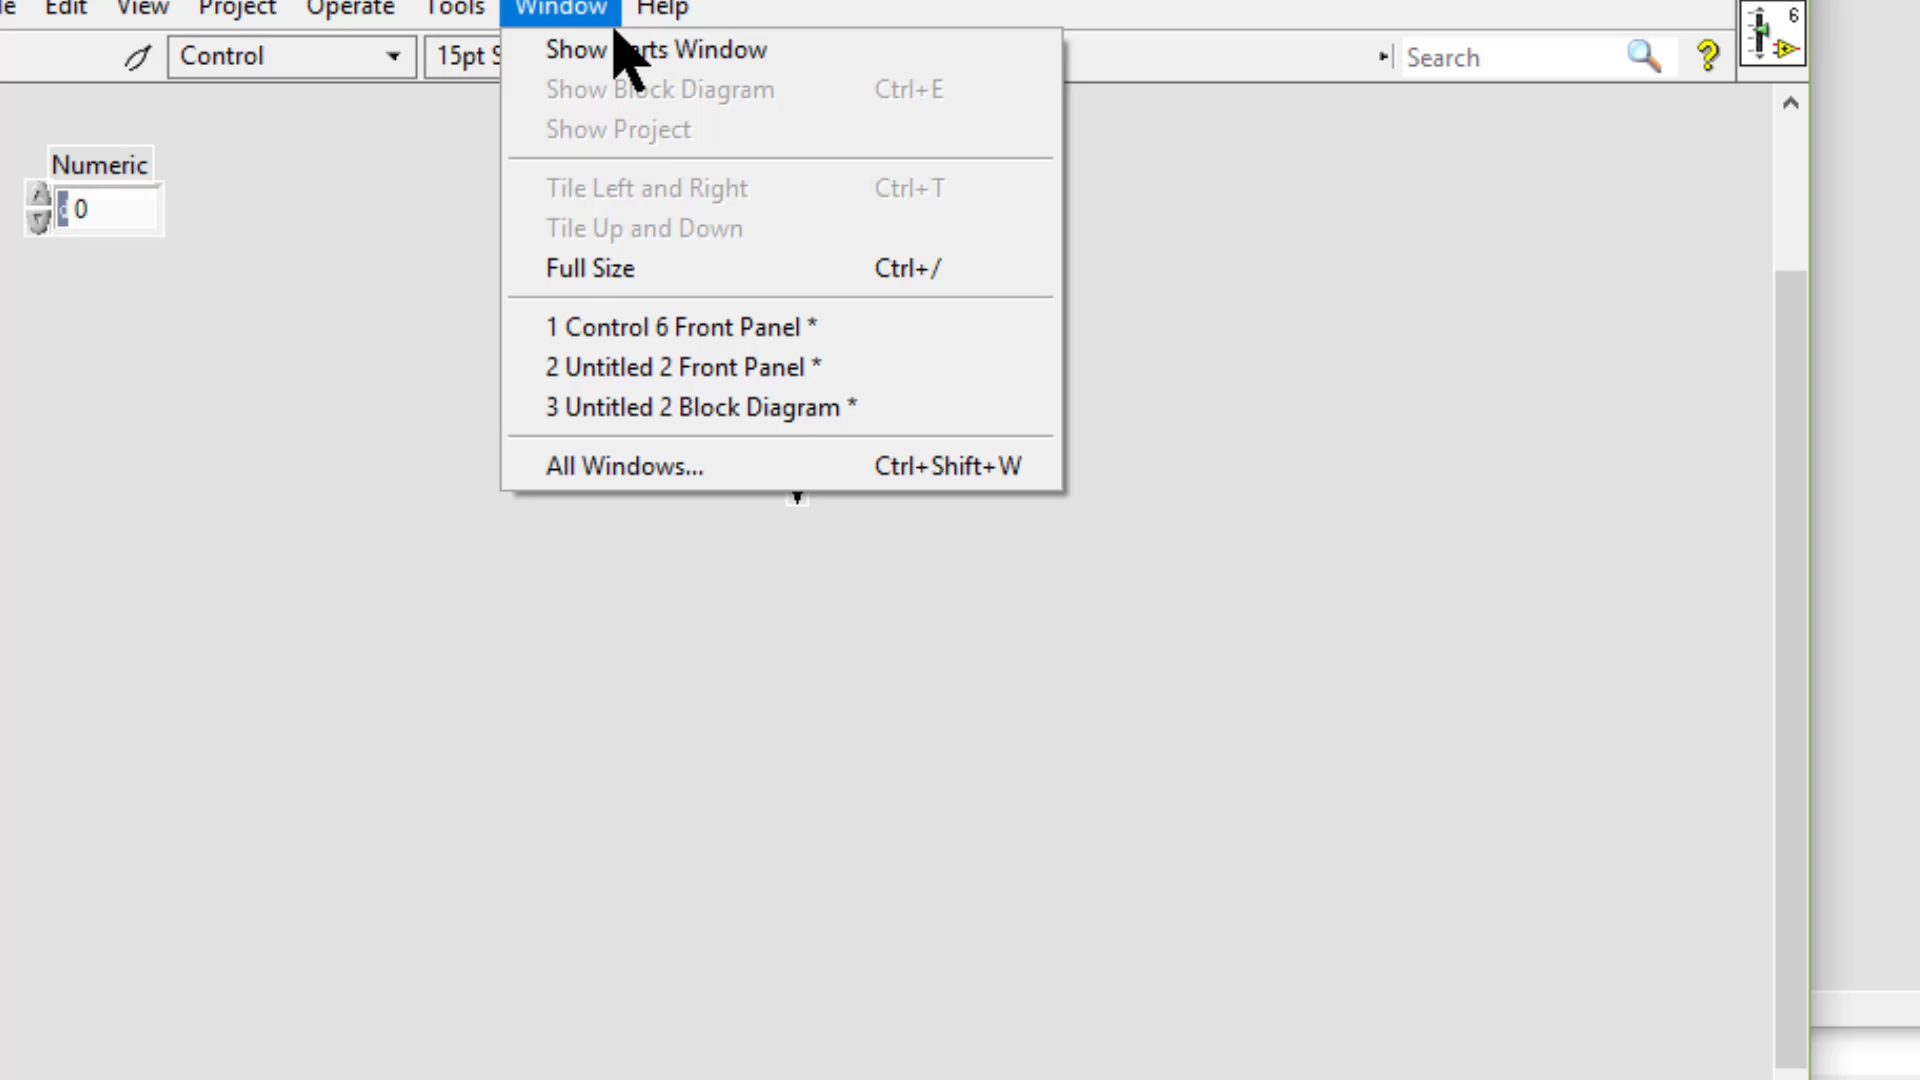 Edit View Project Operate Tools Window Help
Control 15pt Search 6
Show Window
Show Block Diagram Ctrl+E
Show Project
Tile Left and Right Ctrl+T
Tile Up and Down
Full Size Ctrl+/
1 Control 6 Front Panel *
2 Untitled 2 Front Panel *
3 Untitled 2 Block Diagram *
All Windows... Ctrl+Shift+W
Numeric
0